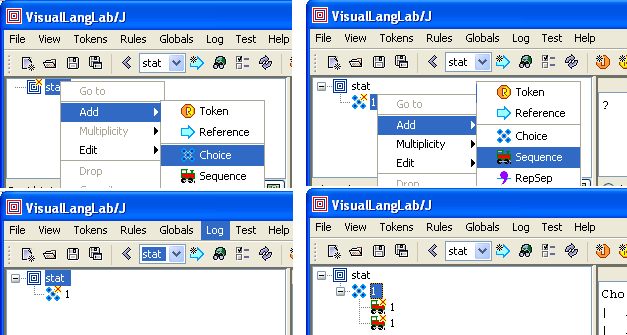 VisualLangLab/J
File View Tokens Rules Globals Log Test Help
stat
Go to
Add
Multiplicity
Edit
Drop
Token
Reference
Choice
Sequence
VisualLangLab/J
File View Tokens Rules Globals Log Test Help
stat
stat
1
?
Go to
Add
Multiplicity
Edit
Drop
Token
Reference
Choice
Sequence
RepSep
VisualLangLab/J
File View Tokens Rules Globals Log Test Help
stat
stat
1
VisualLangLab/J
File View Tokens Rules Globals Log Test Help
stat
stat
1
1
1
Cho